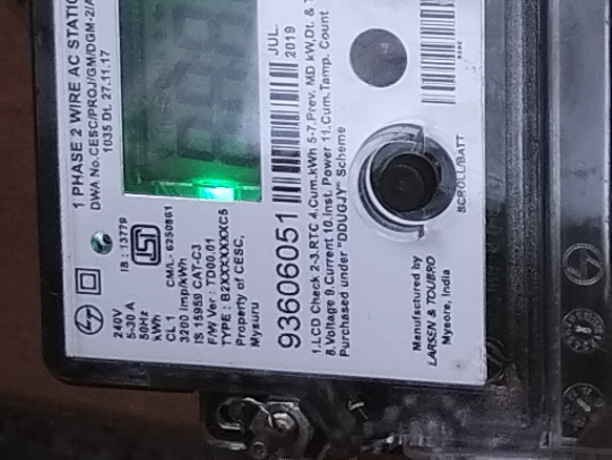 1 PHASE 2 WIRE AC STATIC
DWA No.CESC/PROJ/GM/DGM-2/A
1035 Dt. 27.11.17
IS : 13779
CM/L- 6250861
240V
5-30 A
50Hz
kWh
CL 1
3200 imp/kWh
IS 15959 CAT-C3
F/W Ver : TD00.01
TYPE : B2XXXXXXXC5
Property of CESC,
Mysuru
JUL.
2019
93606051
1.LCD Check 2-3.RTC 4.Cum.kWh 5-7.Prev. MD kW,Dt. & T
8.Voltage 9.Current 10.Inst. Power 11.Cum.Tamp. Count
Purchased under "DDUGJY" Scheme
SCROLL/BATT
Manufactured by
LARSEN & TOUBRO
Mysore, India